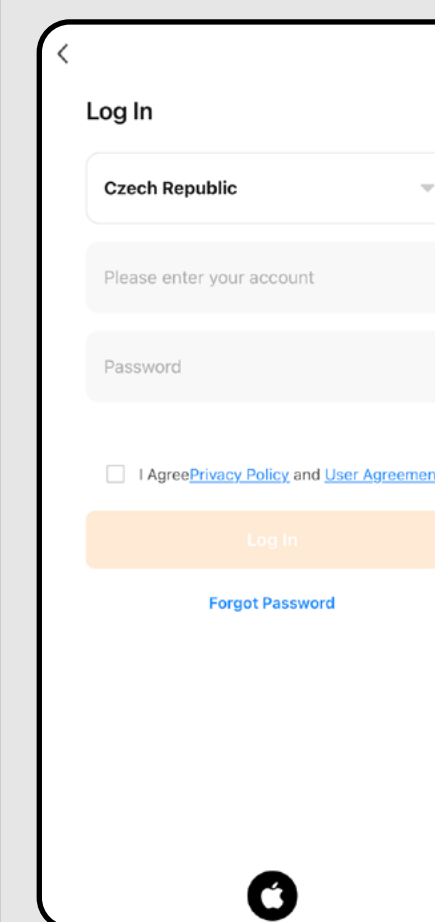 Log In
Czech Republic
Please enter your account
Password
I AgreePrivacy Policy and User Agreemen
Log In
Forgot Password